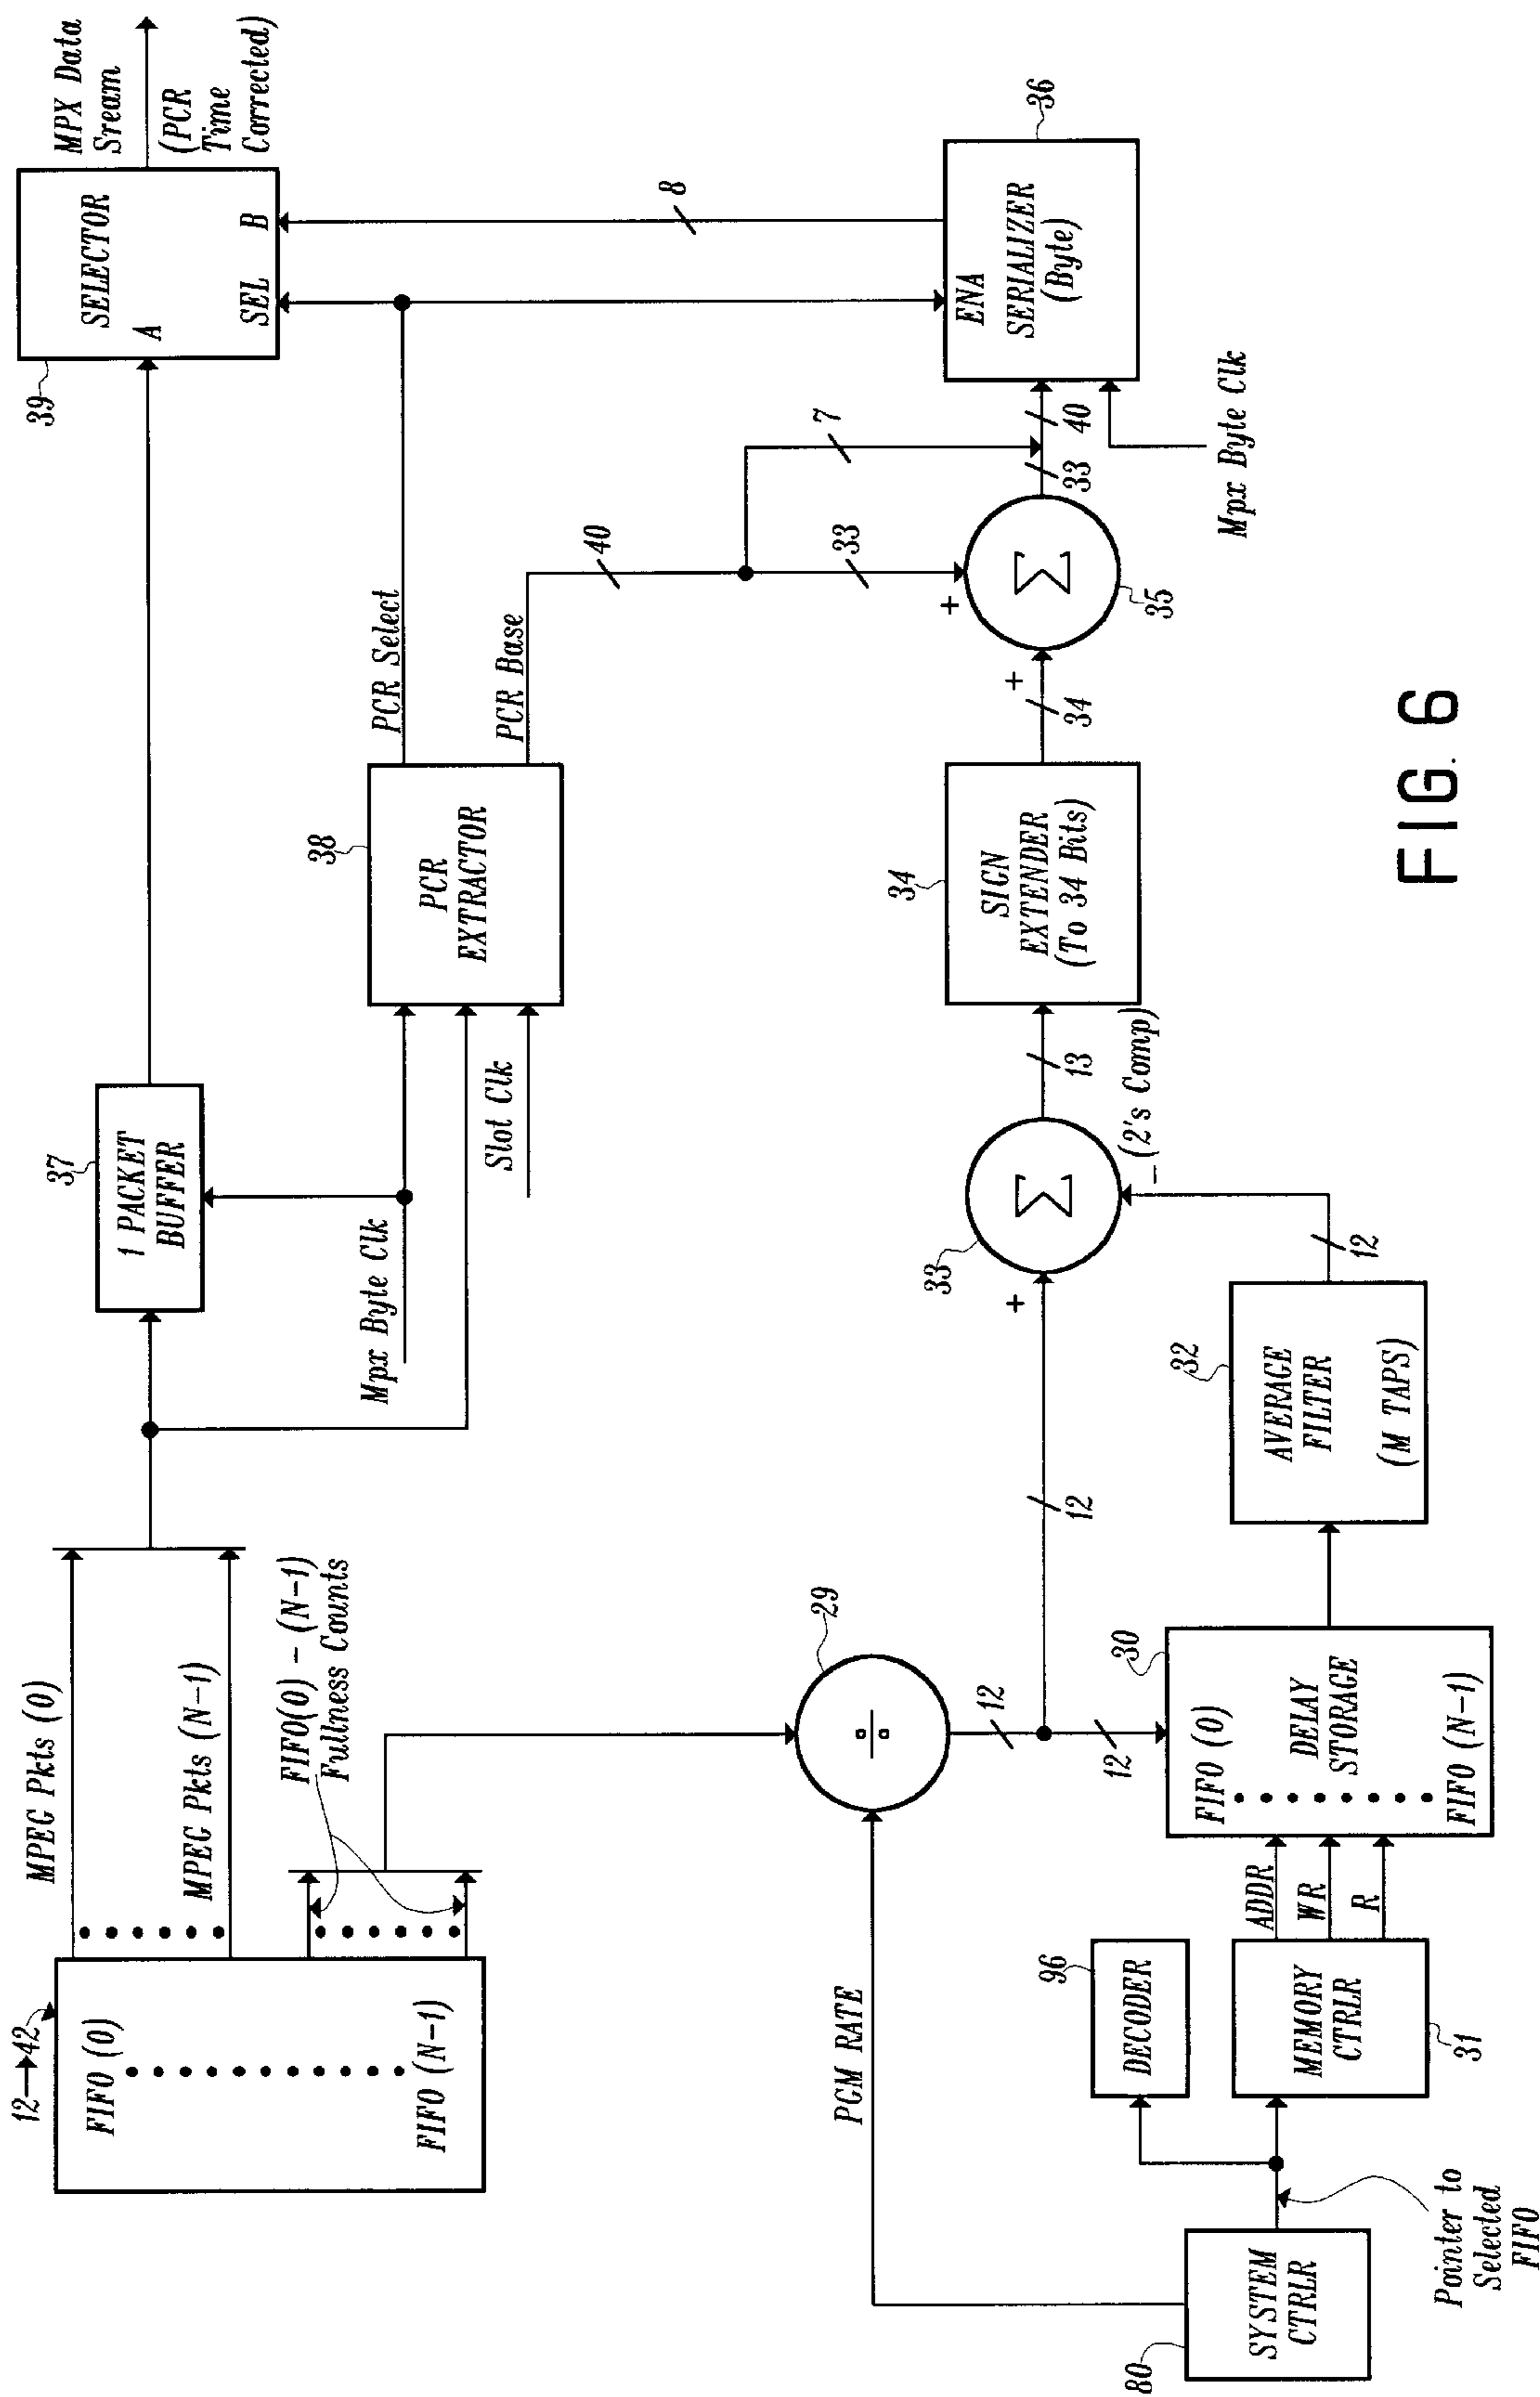 12→42
FIFO (0)
FIFO (N-1)
MPEG Pkts (0)
MPEG Pkts (N-1)
FIFO(0) - (N-1)
Fullness Counts
37
1 PACKET
BUFFER
Mpx Byte Clk
Slot Clk
38
PCR
EXTRACTOR
PCR Select
PCR Base
39
SELECTOR
A
SEL
B
MPX Data
Sream
(PCR
Time
Corrected)
8
40
7
33
80
SYSTEM
CTRLR
PGM RATE
Pointer to
Selected
FIFO
96
DECODER
MEMORY
CTRLR
31
ADDR
WR
R
29
÷
12
12
12
30
FIFO (0)
DELAY
STORAGE
FIFO (N-1)
32
AVERAGE
FILTER
(M TAPS)
12
33
+
Σ
- (2's Comp)
13
34
SIGN
EXTENDER
(To 34 Bits)
34
+
+
Σ
35
33
40
Mpx Byte Clk
36
ENA
SERIALIZER
(Byte)
FIG. 6